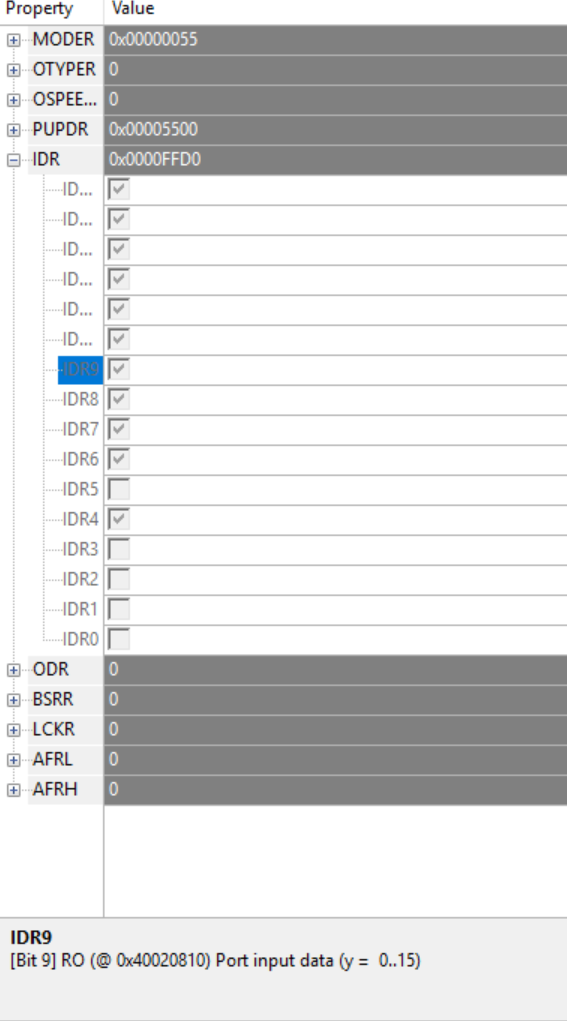 Property Value
MODER 0x00000055
OTYPER 0
OSPEE... 0
PUPDR 0x00005500
IDR 0x0000FFD0
ID...
ID...
ID...
ID...
ID...
ID...
IDR9
IDR8
IDR7
IDR6
IDR5
IDR4
IDR3
IDR2
IDR1
IDR0
ODR 0
BSRR 0
LCKR 0
AFRL 0
AFRH 0
IDR9
[Bit 9] RO (@ 0x40020810) Port input data (y = 0..15)